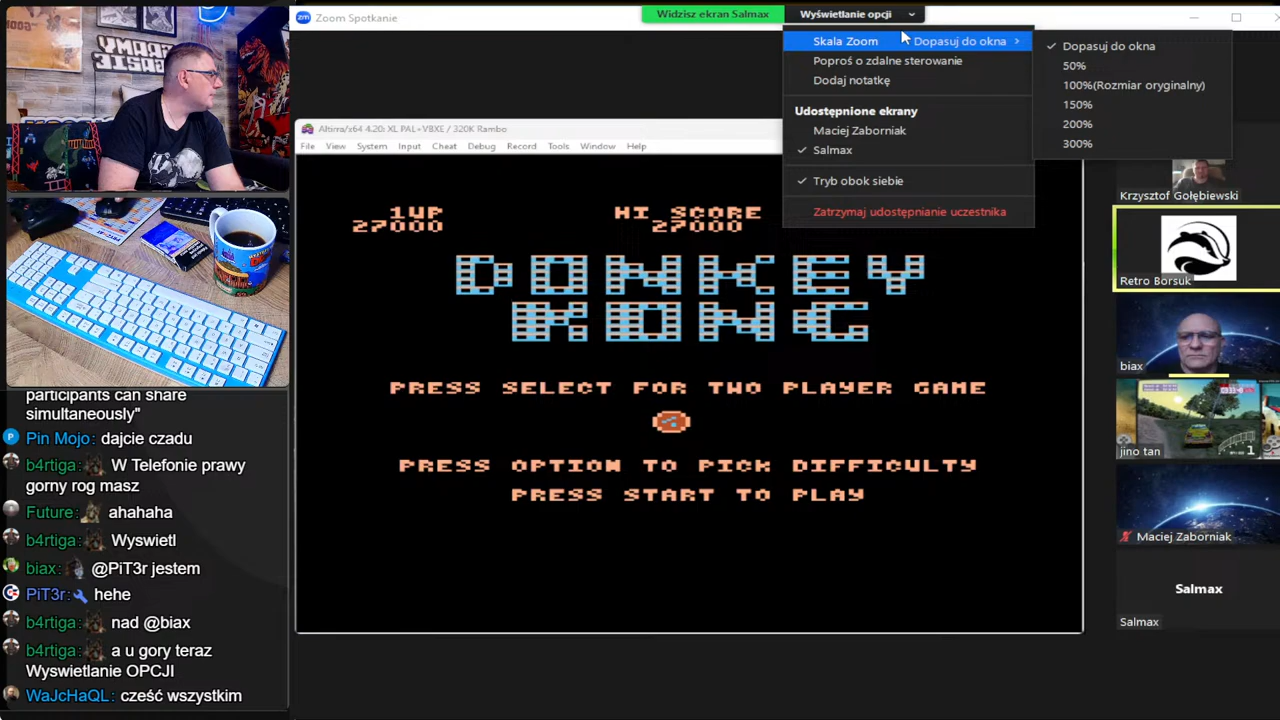 Zoom Spotkanie
Widzisz ekran Salmax
Wyświetlanie opcji
Skala Zoom Dopasuj do okna
Poproś o zdalne sterowanie
Dodaj notatkę
Udostępnione ekrany
Maciej Zaborniak
Salmax
Tryb obok siebie
Zatrzymaj udostępnianie uczestnika
Dopasuj do okna
50%
100%(Rozmiar oryginalny)
150%
200%
300%
Altirra/x64 4.20: XL PAL+VBXE / 320K Rambo
File View System Input Cheat Debug Record Tools Window Help
1UP
27000
HI SCORE
27000
DONKEY
KONG
PRESS SELECT FOR TWO PLAYER GAME
PRESS OPTION TO PICK DIFFICULTY
PRESS START TO PLAY
Krzysztof Gołębiewski
Retro Borsuk
biax
jino tan
Maciej Zaborniak
Salmax
Salmax
GRAMY
participants can share
simultaneously"
Pin Mojo: dajcie czadu
b4rtiga: W Telefonie prawy
gorny rog masz
Future: ahahaha
b4rtiga: Wyswietl
biax: @PiT3r jestem
PiT3r: hehe
b4rtiga: nad @biax
b4rtiga: a u gory teraz
Wyswietlanie OPCJI
WaJcHaQL: cześć wszystkim